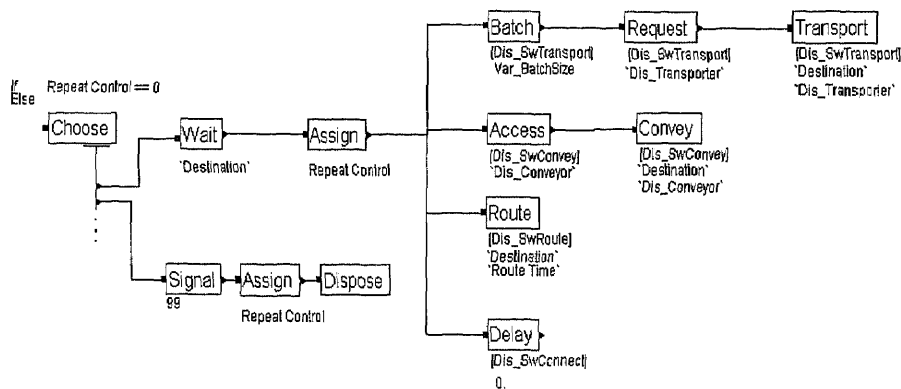 If
Else
Repeat Control == 0
Choose
Wait
`Destination`
Assign
Repeat Control
Signal
99
Assign
Repeat Control
Dispose
Batch
[Dis_SwTransport]
Var_BatchSize
Request
[Dis_SwTransport]
`Dis_Transporter`
Transport
[Dis_SwTransport]
`Destination`
`Dis_Transporter`
Access
[Dis_SwConvey]
`Dis_Conveyor`
Convey
[Dis_SwConvey]
`Destination`
`Dis_Conveyor`
Route
[Dis_SwRoute]
`Destination`
`Route Time`
Delay
[Dis_SwConnect]
0.